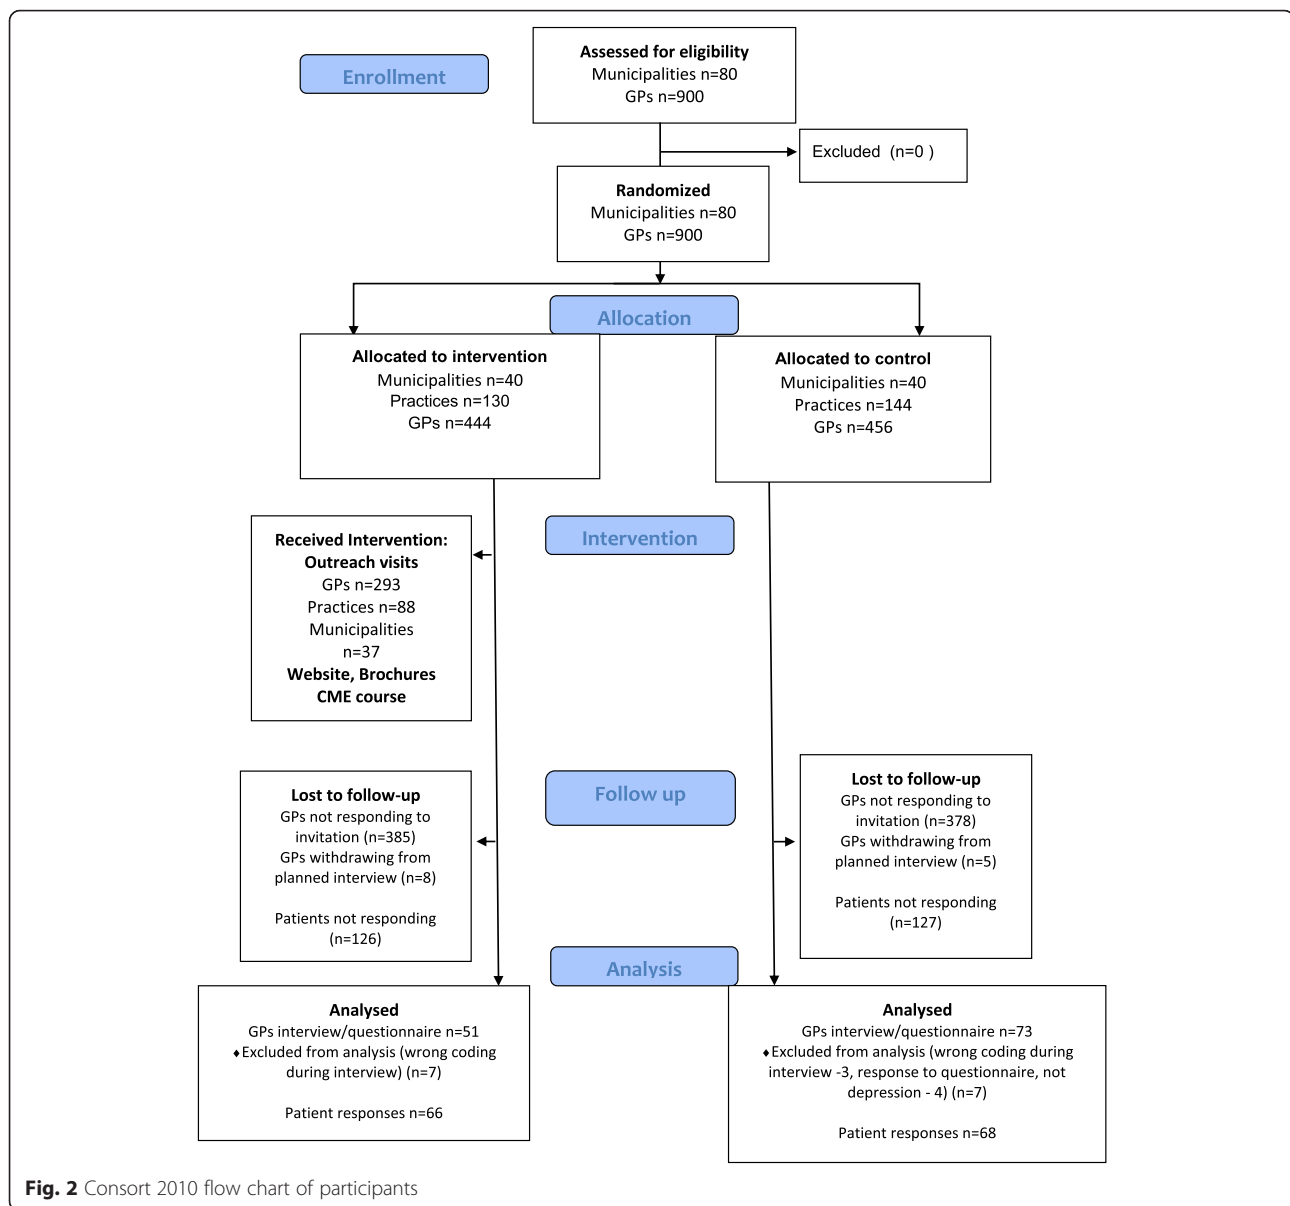 Enrollment
Assessed for eligibility
Municipalities n=80
GPs n=900
Excluded (n=0 )
Randomized
Municipalities n=80
GPs n=900
Allocation
Allocated to intervention
Municipalities n=40
Practices n=130
GPs n=444
Allocated to control
Municipalities n=40
Practices n=144
GPs n=456
Intervention
Received Intervention:
Outreach visits
GPs n=293
Practices n=88
Municipalities
n=37
Website, Brochures
CME course
Follow up
Lost to follow-up
GPs not responding to
invitation (n=385)
GPs withdrawing from
planned interview (n=8)
Patients not responding
(n=126)
Lost to follow-up
GPs not responding to
invitation (n=378)
GPs withdrawing from
planned interview (n=5)
Patients not responding
(n=127)
Analysis
Analysed
GPs interview/questionnaire n=51
♦Excluded from analysis (wrong coding
during interview) (n=7)
Patient responses n=66
Analysed
GPs interview/questionnaire n=73
♦Excluded from analysis (wrong coding during
interview -3, response to questionnaire, not
depression - 4) (n=7)
Patient responses n=68
Fig. 2 Consort 2010 flow chart of participants